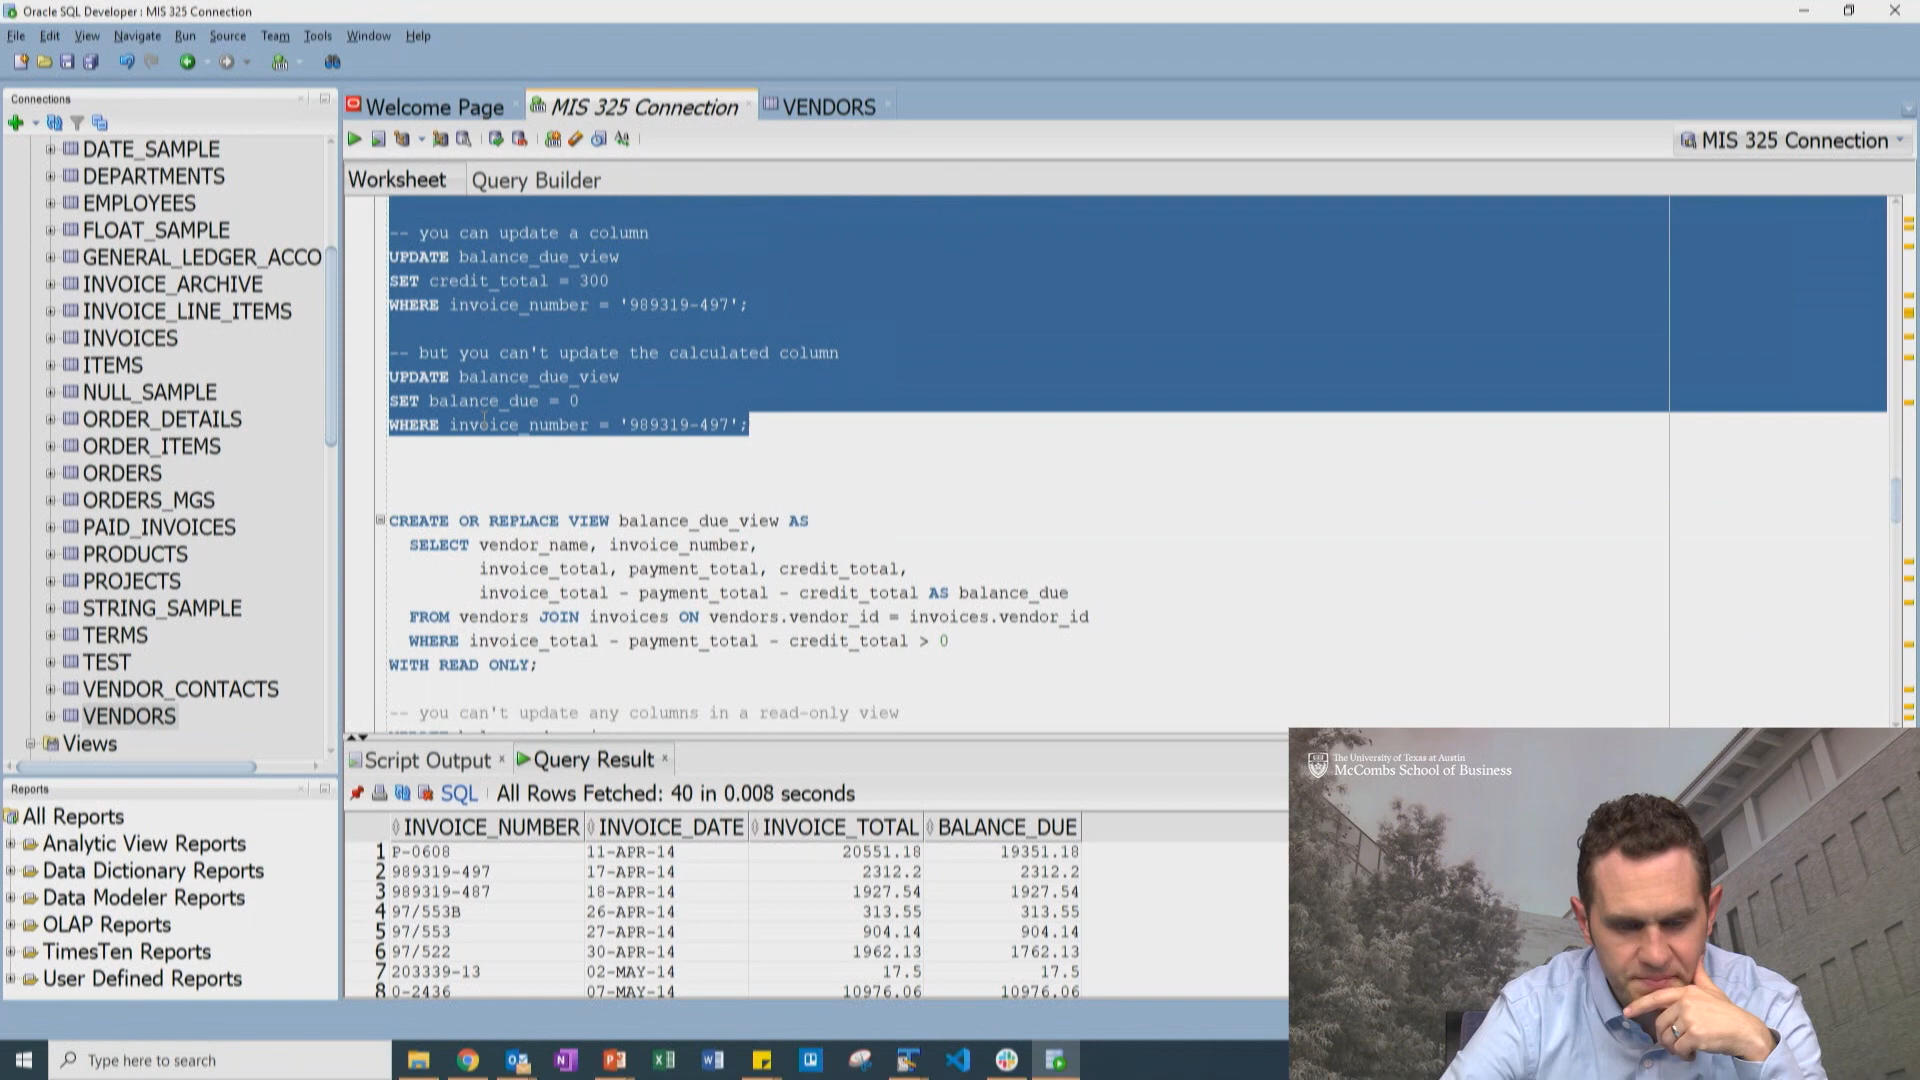 Oracle SQL Developer : MIS 325 Connection
File Edit View Navigate Run Source Team Tools Window Help
Connections
DATE_SAMPLE
DEPARTMENTS
EMPLOYEES
FLOAT_SAMPLE
GENERAL_LEDGER_ACCO
INVOICE_ARCHIVE
INVOICE_LINE_ITEMS
INVOICES
ITEMS
NULL_SAMPLE
ORDER_DETAILS
ORDER_ITEMS
ORDERS
ORDERS_MGS
PAID_INVOICES
PRODUCTS
PROJECTS
STRING_SAMPLE
TERMS
TEST
VENDOR_CONTACTS
VENDORS
Views
Reports
All Reports
Analytic View Reports
Data Dictionary Reports
Data Modeler Reports
OLAP Reports
TimesTen Reports
User Defined Reports
Welcome Page MIS 325 Connection VENDORS
MIS 325 Connection
Worksheet Query Builder
-- you can update a column
UPDATE balance_due_view
SET credit_total = 300
WHERE invoice_number = '989319-497';
-- but you can't update the calculated column
UPDATE balance_due_view
SET balance_due = 0
WHERE invoice_number = '989319-497';
CREATE OR REPLACE VIEW balance_due_view AS
SELECT vendor_name, invoice_number,
invoice_total, payment_total, credit_total,
invoice_total - payment_total - credit_total AS balance_due
FROM vendors JOIN invoices ON vendors.vendor_id = invoices.vendor_id
WHERE invoice_total - payment_total - credit_total > 0
WITH READ ONLY;
-- you can't update any columns in a read-only view
Script Output Query Result
SQL All Rows Fetched: 40 in 0.008 seconds
INVOICE_NUMBER INVOICE_DATE INVOICE_TOTAL BALANCE_DUE
1 P-0608 11-APR-14 20551.18 19351.18
2 989319-497 17-APR-14 2312.2 2312.2
3 989319-487 18-APR-14 1927.54 1927.54
4 97/553B 26-APR-14 313.55 313.55
5 97/553 27-APR-14 904.14 904.14
6 97/522 30-APR-14 1962.13 1762.13
7 203339-13 02-MAY-14 17.5 17.5
8 0-2436 07-MAY-14 10976.06 10976.06
The University of Texas at Austin
McCombs School of Business
Type here to search